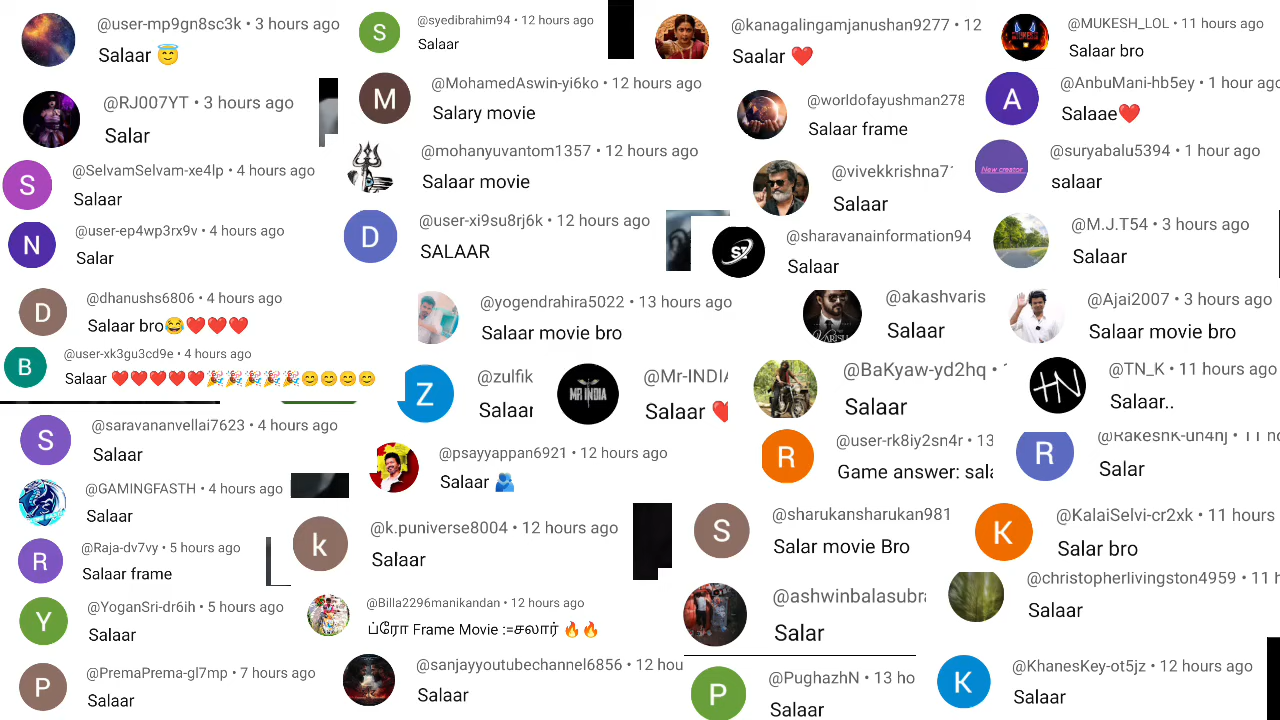 @user-mp9gn8sc3k • 3 hours ago
Salaar 😇
@RJ007YT • 3 hours ago
Salar
@SelvamSelvam-xe4lp • 4 hours ago
Salaar
@user-ep4wp3rx9v • 4 hours ago
Salar
@dhanushs6806 • 4 hours ago
Salaar bro😂❤️❤️❤️
@user-xk3gu3cd9e • 4 hours ago
Salaar ❤️❤️❤️❤️❤️🎉🎉🎉🎉🎉😊😊😊😊
@saravananvellai7623 • 4 hours ago
Salaar
@GAMINGFASTH • 4 hours ago
Salaar
@Raja-dv7vy • 5 hours ago
Salaar frame
@YoganSri-dr6ih • 5 hours ago
Salaar
@PremaPrema-gl7mp • 7 hours ago
Salaar
@syedibrahim94 • 12 hours ago
Salaar
@MohamedAswin-yi6ko • 12 hours ago
Salary movie
@mohanyuvantom1357 • 12 hours ago
Salaar movie
@user-xi9su8rj6k • 12 hours ago
SALAAR
@yogendrahira5022 • 13 hours ago
Salaar movie bro
@zulfik
Salaar
MR INDIA
@Mr-INDIA
Salaar ❤️
@psayyappan6921 • 12 hours ago
Salaar 🫂
@k.puniverse8004 • 12 hours ago
Salaar
@Billa2296manikandan • 12 hours ago
ப்ரோ Frame Movie :=சலார் 🔥🔥
@sanjayyoutubechannel6856 • 12 hou
Salaar
@kanagalingamjanushan9277 • 12
Saalar ❤️
@worldofayushman278
Salaar frame
@vivekkrishna7
Salaar
@sharavanainformation94
Salaar
@akashvaris
Salaar
@BaKyaw-yd2hq •
Salaar
@user-rk8iy2sn4r • 13
Game answer: sala
@sharukansharukan981
Salar movie Bro
@ashwinbalasubra
Salar
@PughazhN • 13 ho
Salaar
@MUKESH_LOL • 11 hours ago
Salaar bro
@AnbuMani-hb5ey • 1 hour ago
Salaae❤️
New creator
@suryabalu5394 • 1 hour ago
salaar
@M.J.T54 • 3 hours ago
Salaar
@Ajai2007 • 3 hours ago
Salaar movie bro
@TN_K • 11 hours ago
Salaar..
@RakeshK-un4hj • 11 h
Salar
@KalaiSelvi-cr2xk • 11 hours
Salar bro
@christopherlivingston4959 • 11 h
Salaar
@KhanesKey-ot5jz • 12 hours ago
Salaar